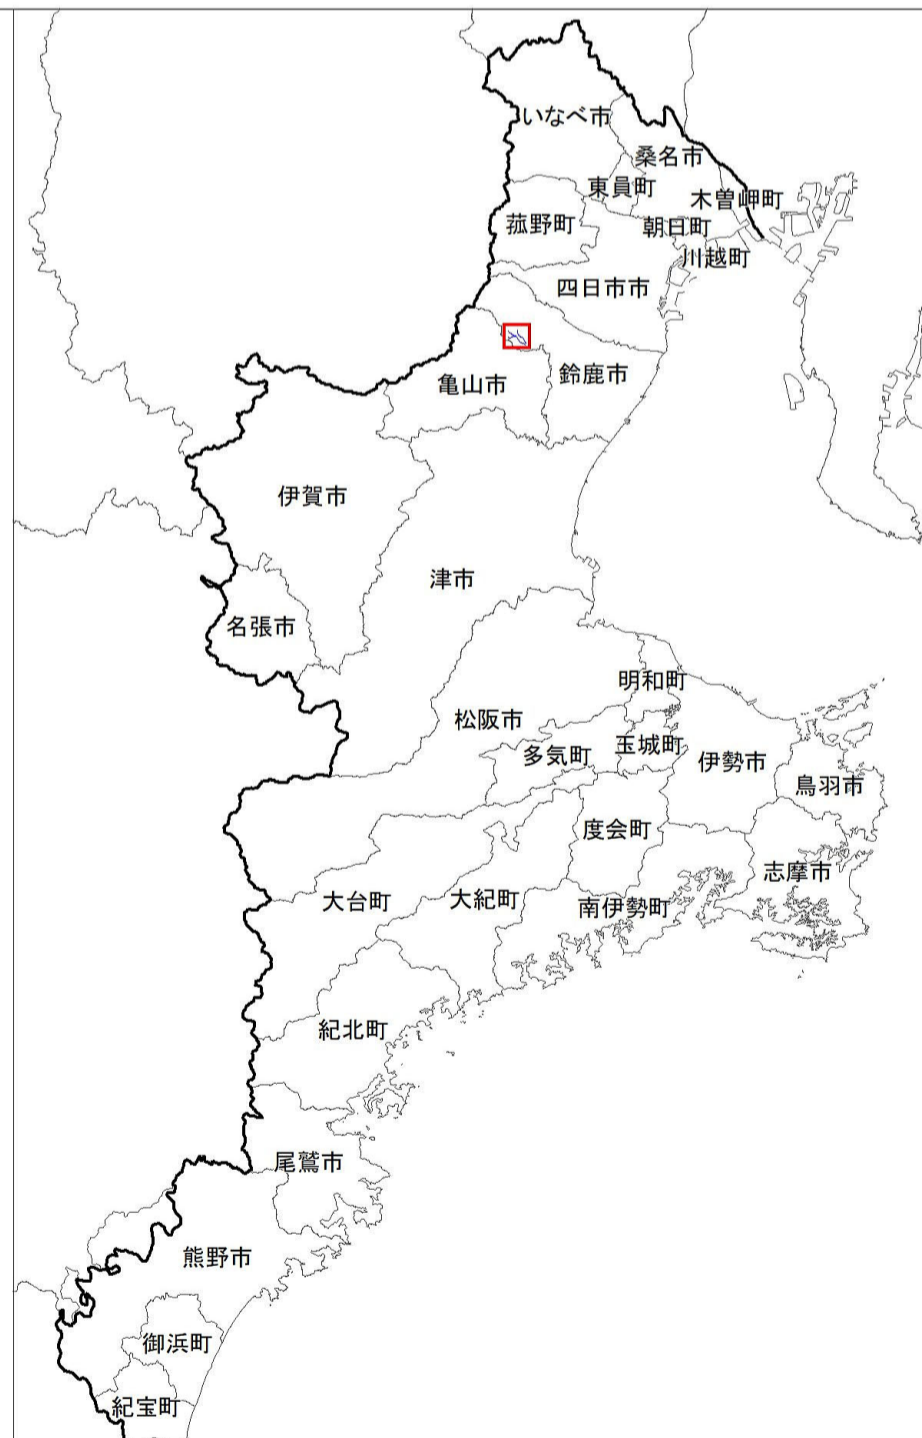 いなべ市
桑名市
東員町
木曽岬町
菰野町
朝日町
川越町
四日市市
亀山市
鈴鹿市
伊賀市
津市
名張市
明和町
松阪市
多気町
玉城町
伊勢市
鳥羽市
度会町
志摩市
大台町
大紀町
南伊勢町
紀北町
尾鷲市
熊野市
御浜町
紀宝町